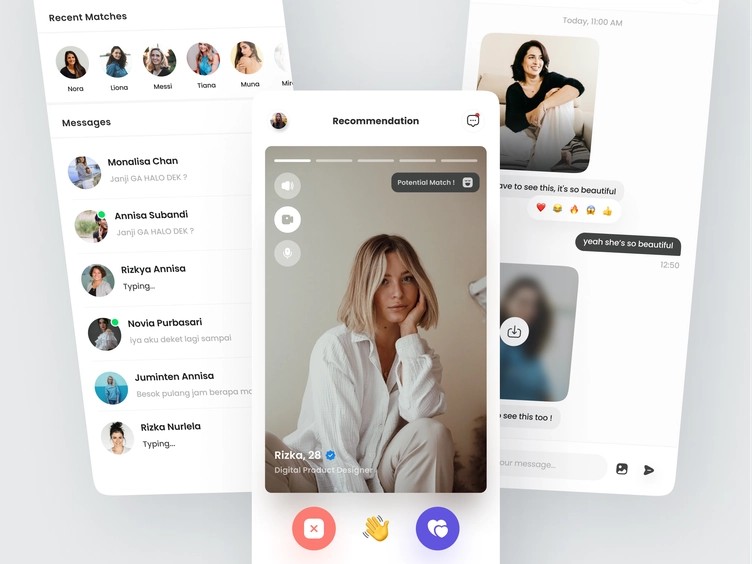 Recent Matches
Nora
Liona
Messi
Tiana
Muna
Messages
Monalisa Chan
Janji GA HALO DEK ?
Annisa Subandi
Janji GA HALO DEK ?
Rizkya Annisa
Typing...
Novia Purbasari
Iya aku deket lagi sampai
Juminten Annisa
Besok pulang jam berapa
Rizka Nurlela
Typing...
Recommendation
Potential Match !
Rizka, 28
Digital Product Designer
Today, 11:00 AM
to see this, it's so beautiful
yeah she's so beautiful
12:50
see this too !
your message...